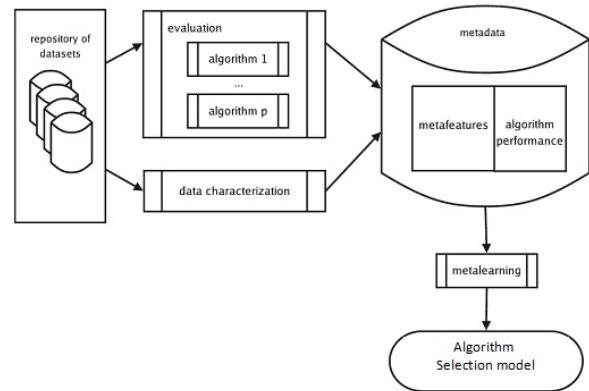 repository of
datasets
evaluation
algorithm 1
...
algorithm p
data characterization
metadata
metafeatures
algorithm
performance
metalearning
Algorithm
Selection model